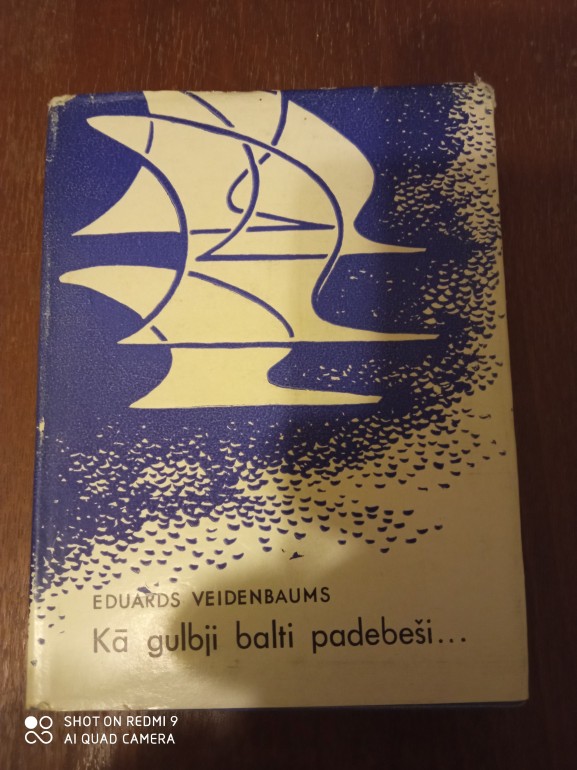 EDUARDS VEIDENBAUMS
Kā gulbji balti padebeši...
SHOT ON REDMI 9
AI QUAD CAMERA